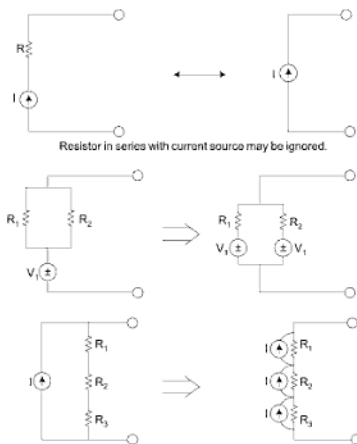 R
I
I
Resistor in series with current source may be ignored.
R1
R2
V1
R1
R2
V1
V1
I
R1
R2
R3
I
R1
I
R2
I
R3